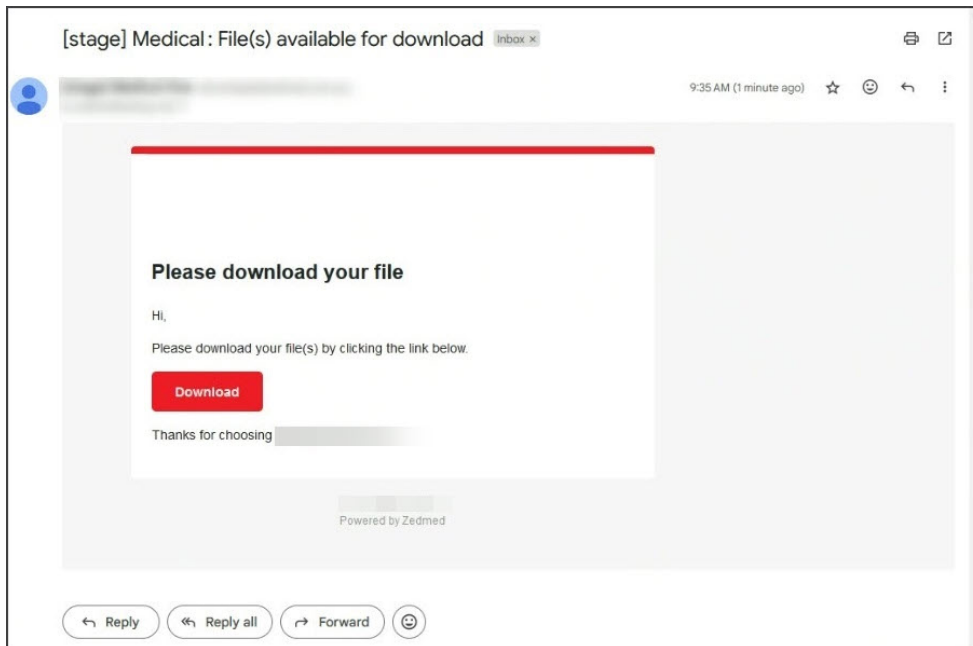 [stage] Medical : File(s) available for download Inbox ×
9:35 AM (1 minute ago)
Please download your file
Hi,
Please download your file(s) by clicking the link below.
Download
Thanks for choosing
Powered by Zedmed
Reply Reply all Forward